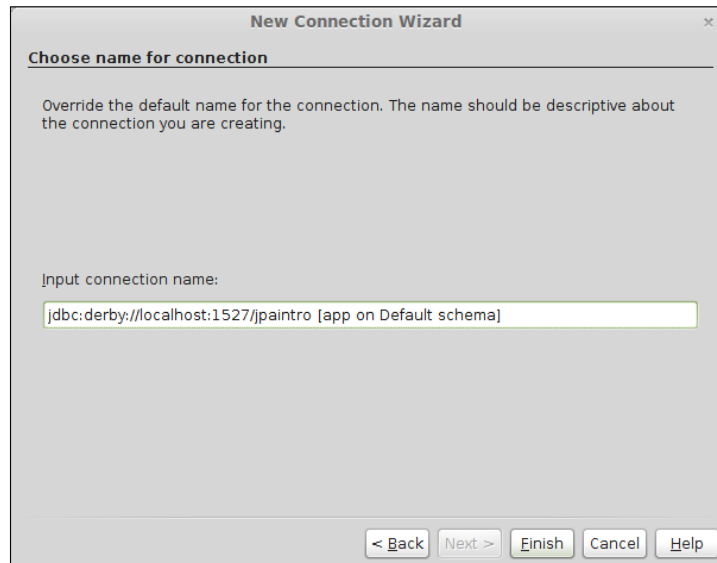 New Connection Wizard
Choose name for connection
Override the default name for the connection. The name should be descriptive about
the connection you are creating.
Input connection name:
jdbc:derby://localhost:1527/jpaintro [app on Default schema]
< Back Next > Finish Cancel Help